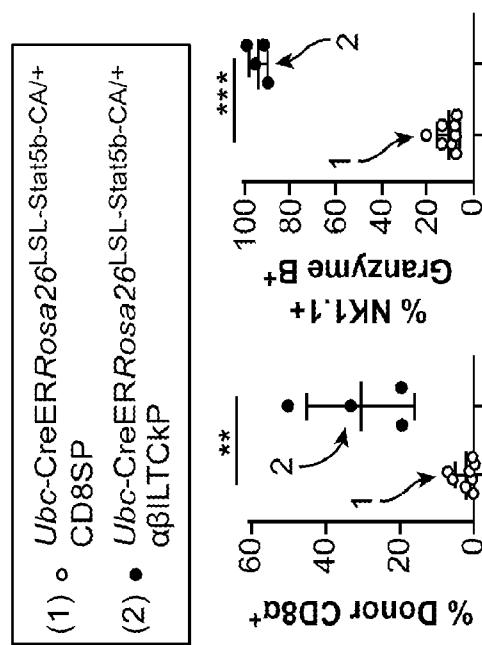 (1) ○ Ubc-CreERRosa26LSL-Stat5b-CA/+
CD8SP
(2) ● Ubc-CreERRosa26LSL-Stat5b-CA/+
αβILTCkP
% Donor CD8α+
60
40
20
0
**
1
2
% NK1.1+
Granzyme B+
100
80
60
40
20
0
***
1
2